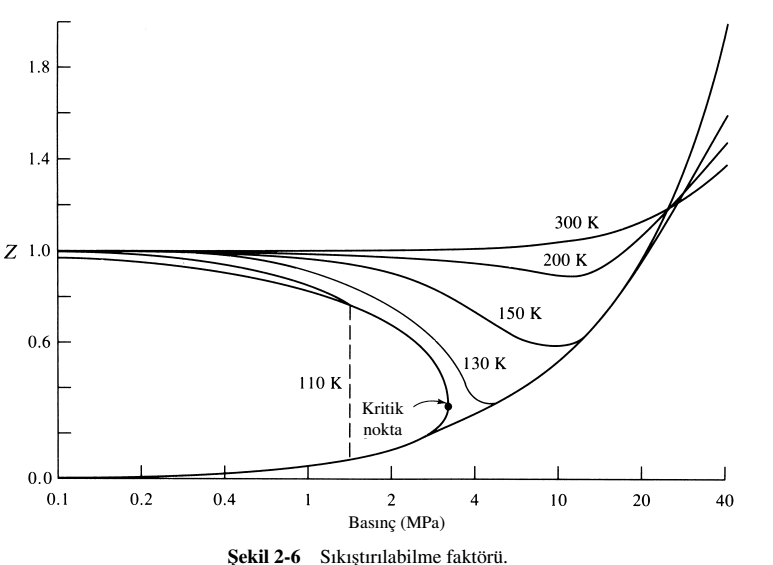 1.8
1.4
300 K
Z 1.0
200 K
150 K
0.6
130 K
110 K
Kritik
nokta
0.0
0.1 0.2 0.4 1 2 4 10 20 40
Basınç (MPa)
Şekil 2-6 Sıkıştırılabilme faktörü.